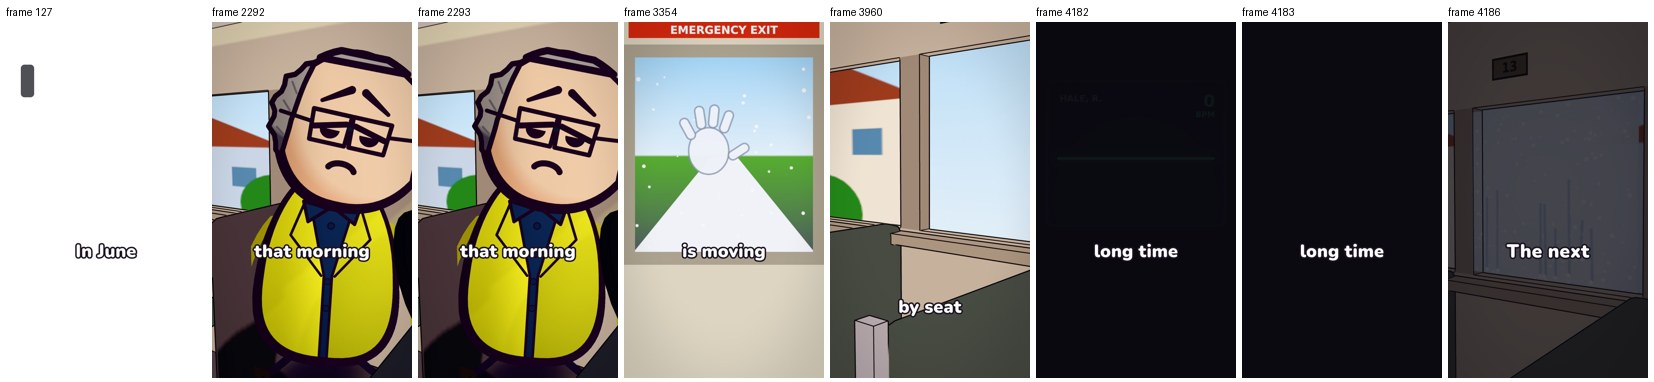 frame 127
In June
frame 2292
that morning
frame 2293
that morning
frame 3354
EMERGENCY EXIT
is moving
frame 3960
by seat
frame 4182
0
long time
frame 4183
long time
frame 4186
13
The next